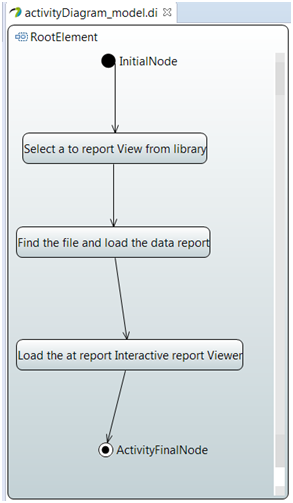 activityDiagram_model.di
RootElement
InitialNode
Select a to report View from library
Find the file and load the data report
Load the at report Interactive report Viewer
ActivityFinalNode